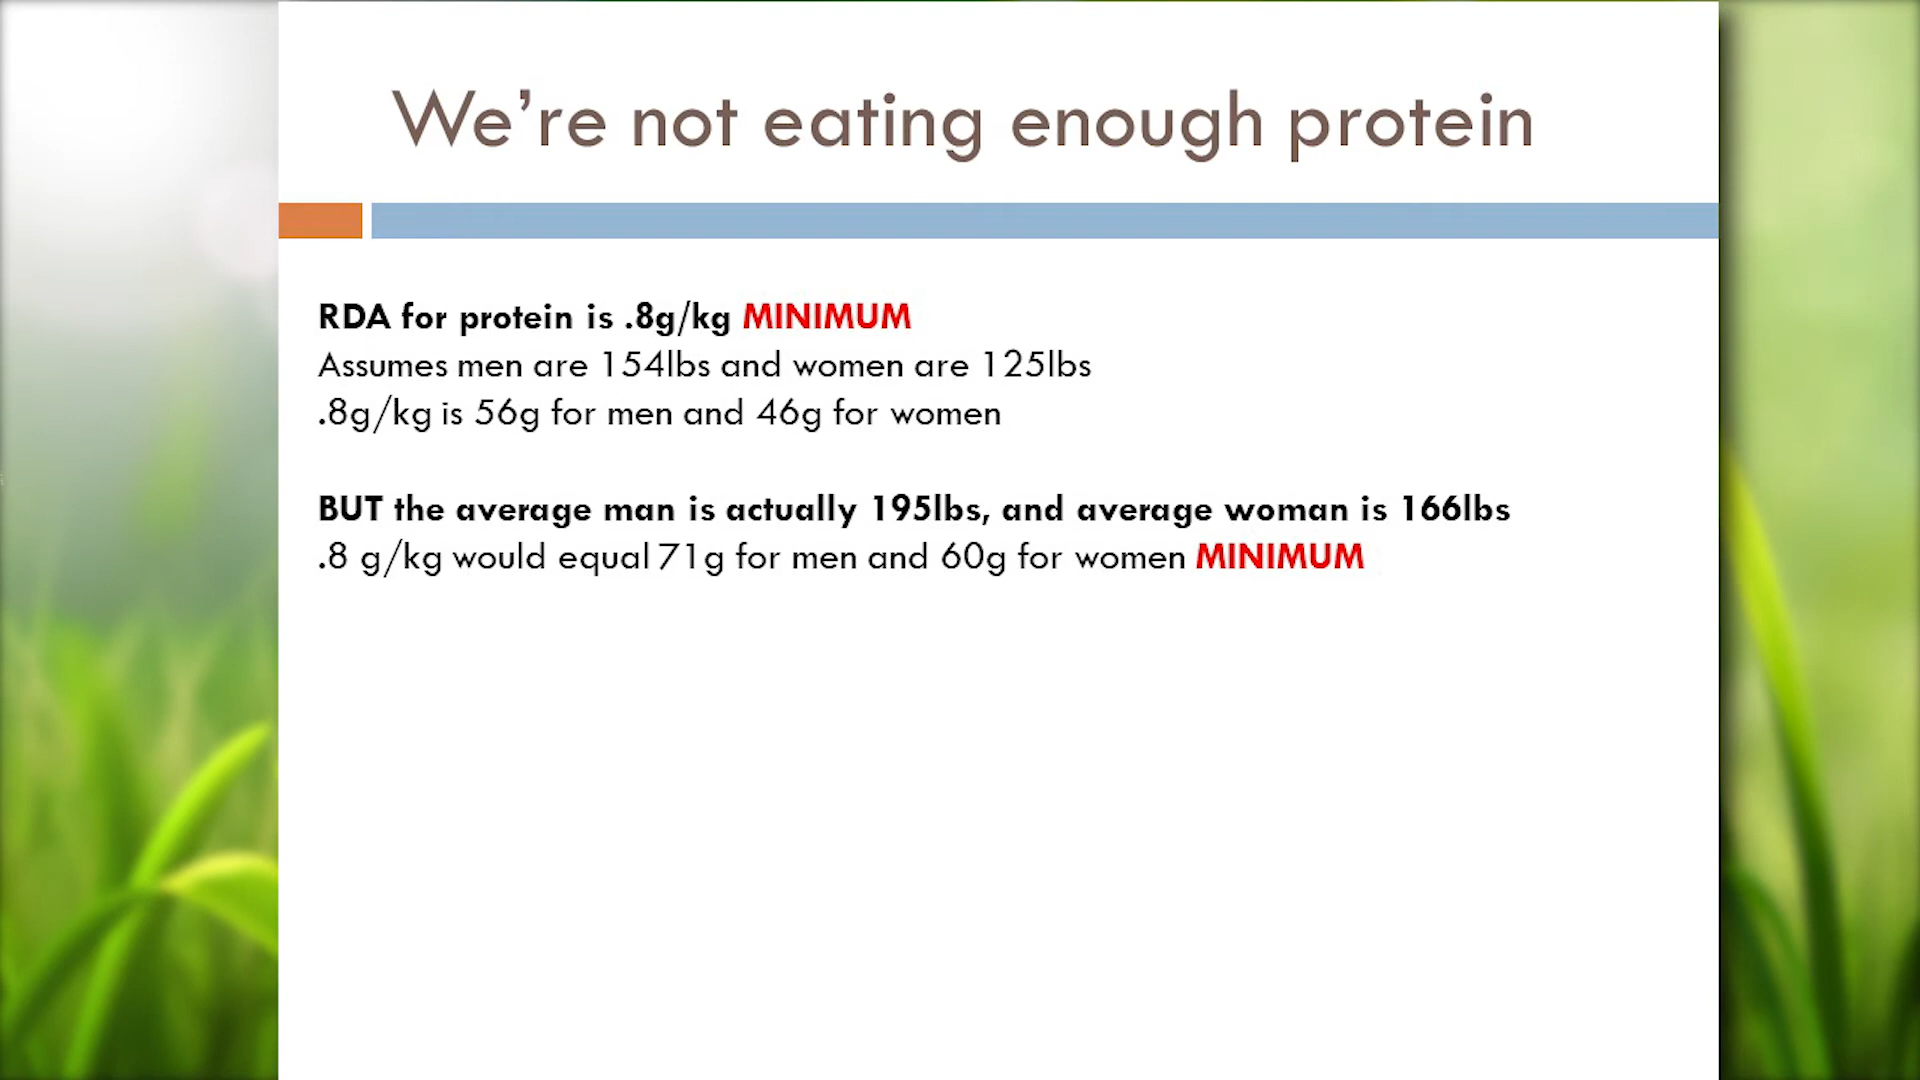 We’re not eating enough protein
RDA for protein is .8g/kg MINIMUM
Assumes men are 154lbs and women are 125lbs
.8g/kg is 56g for men and 46g for women
BUT the average man is actually 195lbs, and average woman is 166lbs
.8 g/kg would equal 71g for men and 60g for women MINIMUM